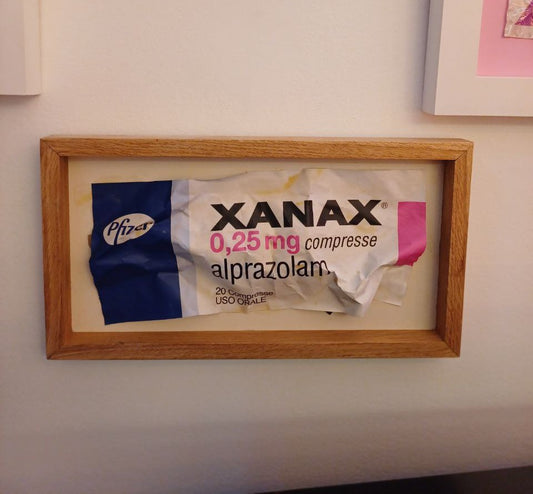 Pfizer
XANAX®
0,25 mg compresse
alprazolam
20 Compresse
USO ORALE